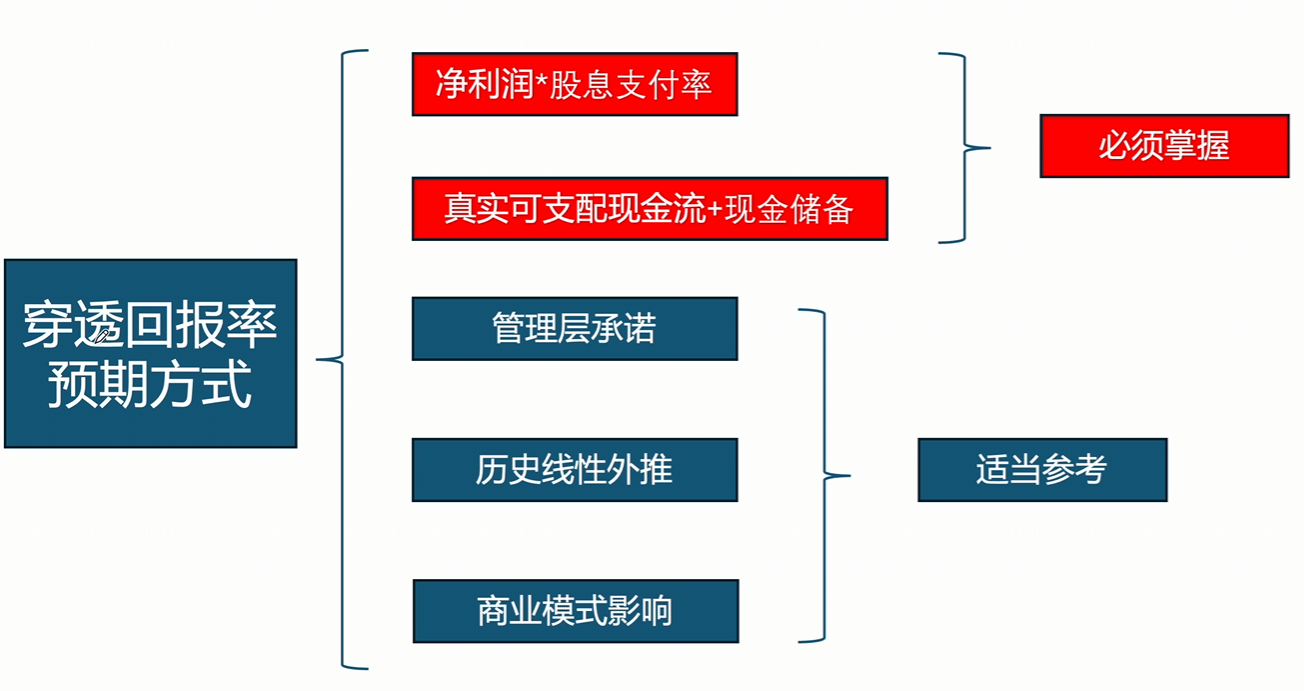 净利润*股息支付率
必须掌握
真实可支配现金流+现金储备
穿透回报率
预期方式
管理层承诺
历史线性外推
适当参考
商业模式影响